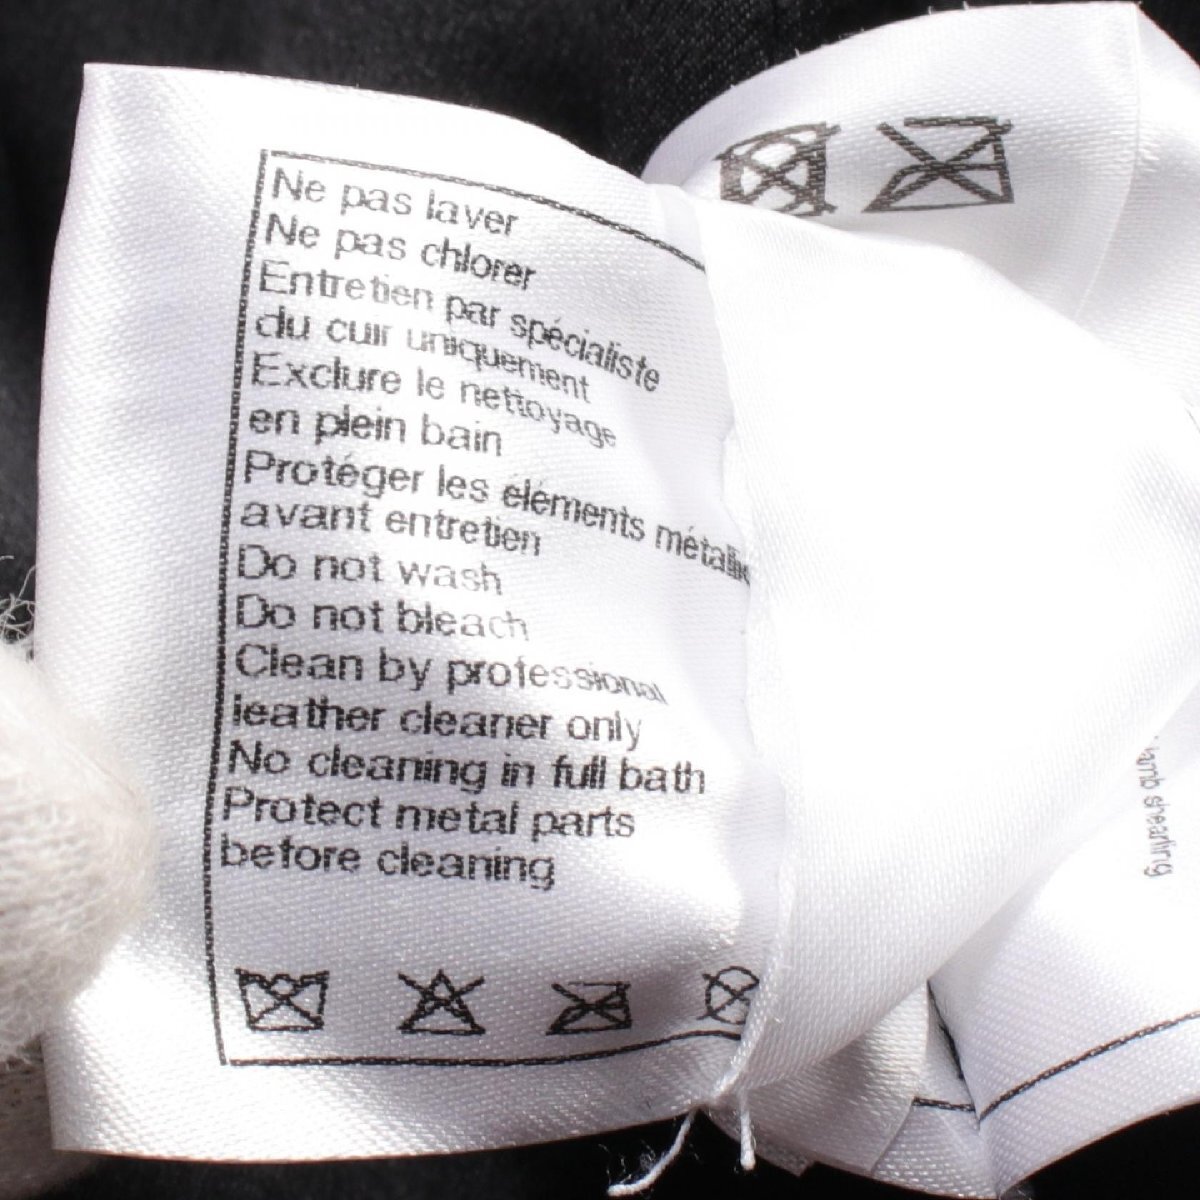 Ne pas laver
Ne pas chlorer
Entretien par spécialiste
du cuir uniquement
Exclure le nettoyage
en plein bain
Protéger les éléments
avant entretien
Do not wash
Do not bleach
Clean by professional
leather cleaner only
No cleaning in full bath
Protect metal parts
before cleaning
lamb shearling